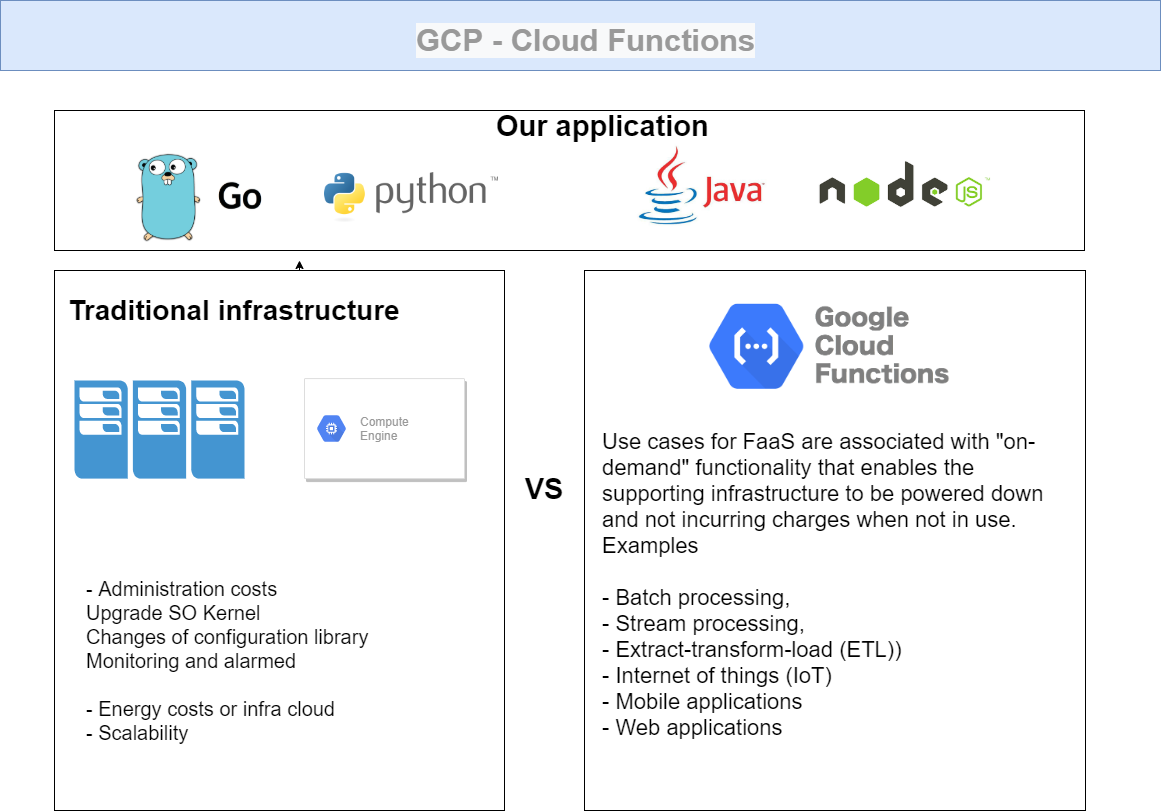 GCP - Cloud Functions
Our application
Go
python™
Java™
node JS™
Traditional infrastructure
Compute
Engine
- Administration costs
Upgrade SO Kernel
Changes of configuration library
Monitoring and alarmed
- Energy costs or infra cloud
- Scalability
VS
Google
Cloud
Functions
Use cases for FaaS are associated with "on-
demand" functionality that enables the
supporting infrastructure to be powered down
and not incurring charges when not in use.
Examples
- Batch processing,
- Stream processing,
- Extract-transform-load (ETL))
- Internet of things (IoT)
- Mobile applications
- Web applications